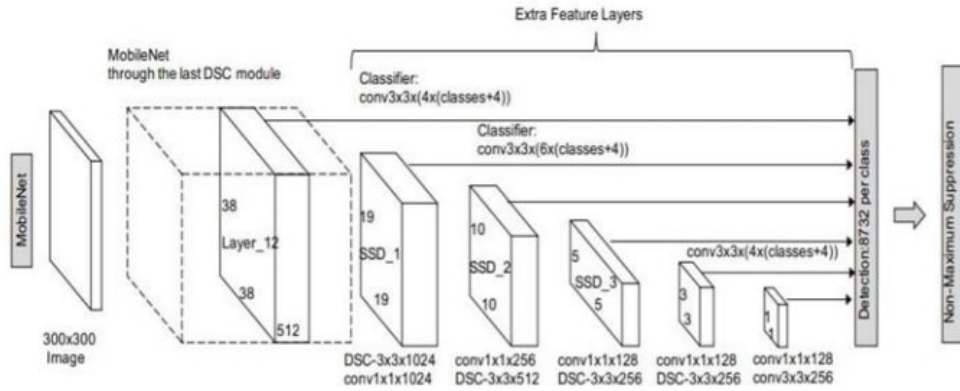 Extra Feature Layers
MobileNet
through the last DSC module
Classifier:
conv3x3x(4x(classes+4))
Classifier:
conv3x3x(6x(classes+4))
MobileNet
38
Layer_12
38
512
19
SSD_1
19
10
SSD_2
10
5
SSD_3
5
conv3x3x(4x(classes+4))
3
3
1
1
Detection:8732 per class
Non-Maximum Suppression
300x300
Image
DSC-3x3x1024
conv1x1x1024
conv1x1x256
DSC-3x3x512
conv1x1x128
DSC-3x3x256
conv1x1x128
DSC-3x3x256
conv1x1x128
conv3x3x256